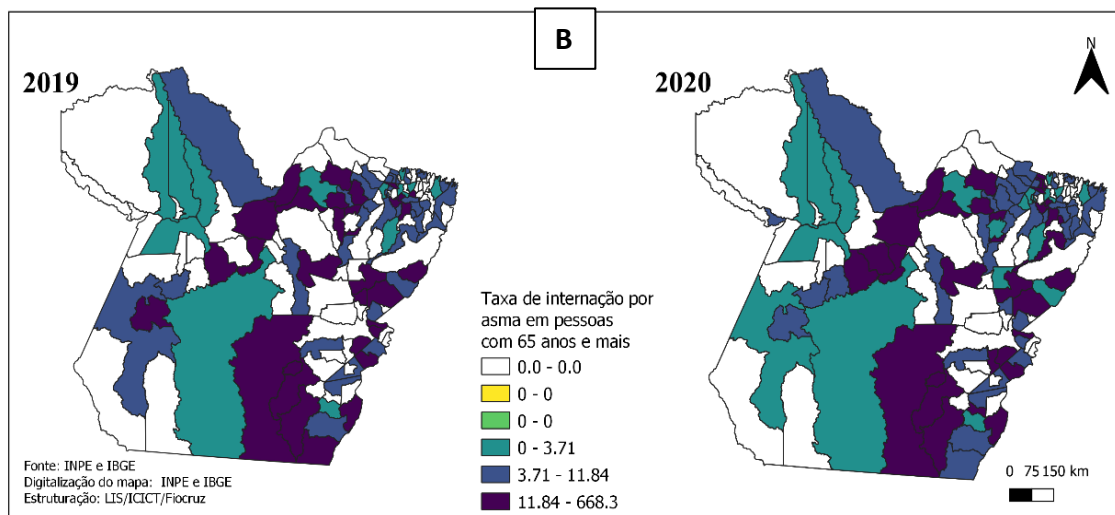 B
2019
2020
N
Taxa de internação por
asma em pessoas
com 65 anos e mais
0.0 - 0.0
0 - 0
0 - 0
0 - 3.71
3.71 - 11.84
11.84 - 668.3
Fonte: INPE e IBGE
Digitalização do mapa: INPE e IBGE
Estruturação: LIS/ICICT/Fiocruz
0 75 150 km